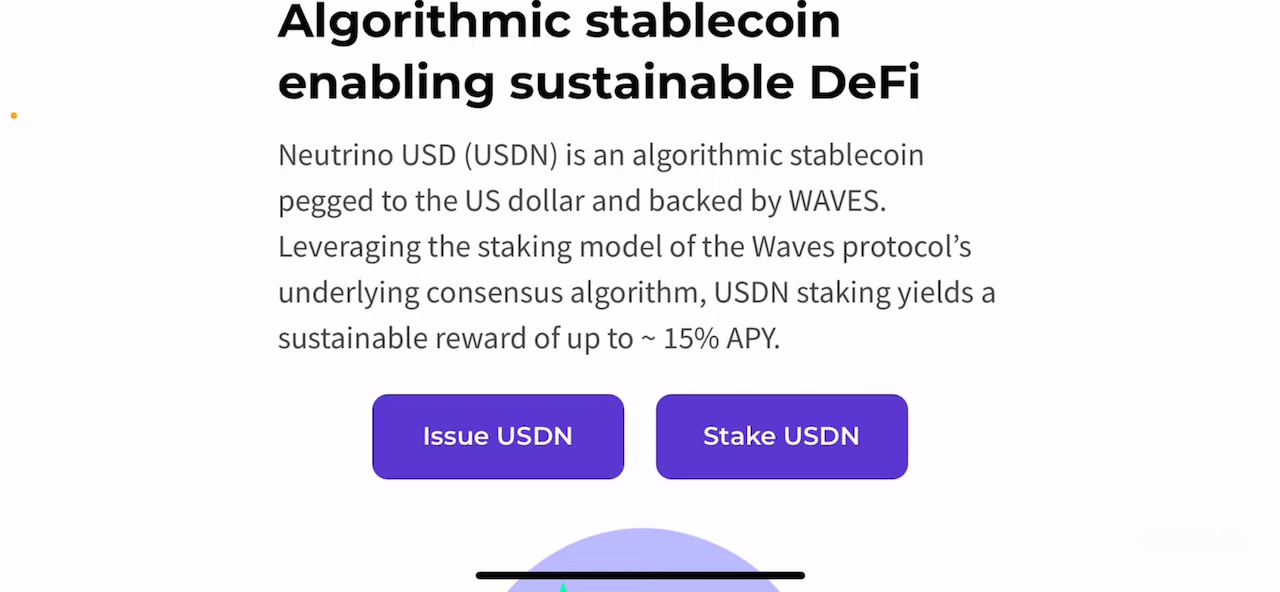 Algorithmic stablecoin
enabling sustainable DeFi
Neutrino USD (USDN) is an algorithmic stablecoin
pegged to the US dollar and backed by WAVES.
Leveraging the staking model of the Waves protocol’s
underlying consensus algorithm, USDN staking yields a
sustainable reward of up to ~ 15% APY.
Issue USDN
Stake USDN